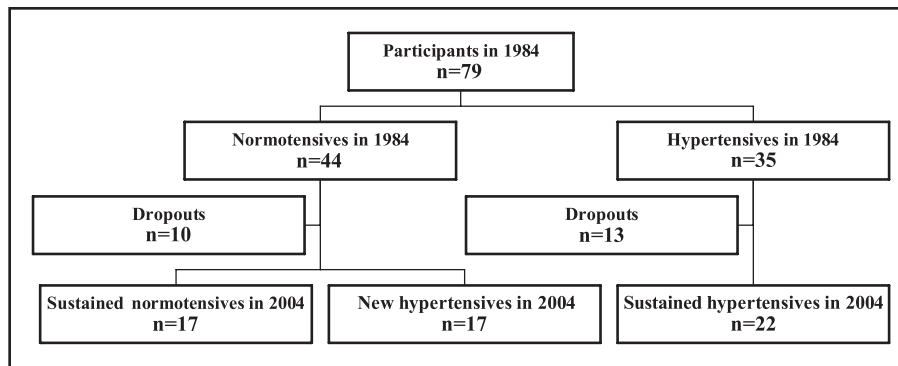 Participants in 1984
n=79
Normotensives in 1984
n=44
Hypertensives in 1984
n=35
Dropouts
n=10
Dropouts
n=13
Sustained normotensives in 2004
n=17
New hypertensives in 2004
n=17
Sustained hypertensives in 2004
n=22